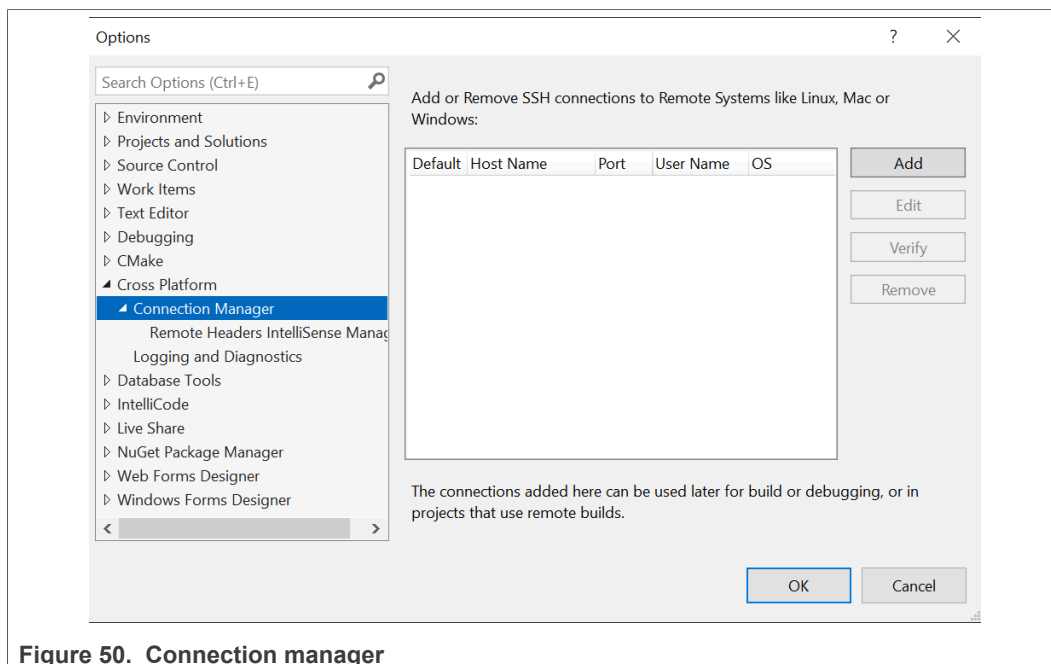 Options
?
Search Options (Ctrl+E)
Environment
Projects and Solutions
Source Control
Work Items
Text Editor
Debugging
CMake
Cross Platform
Connection Manager
Remote Headers IntelliSense Manag
Logging and Diagnostics
Database Tools
IntelliCode
Live Share
NuGet Package Manager
Web Forms Designer
Windows Forms Designer
Add or Remove SSH connections to Remote Systems like Linux, Mac or
Windows:
Default Host Name Port User Name OS
Add
Edit
Verify
Remove
The connections added here can be used later for build or debugging, or in
projects that use remote builds.
OK
Cancel
Figure 50. Connection manager